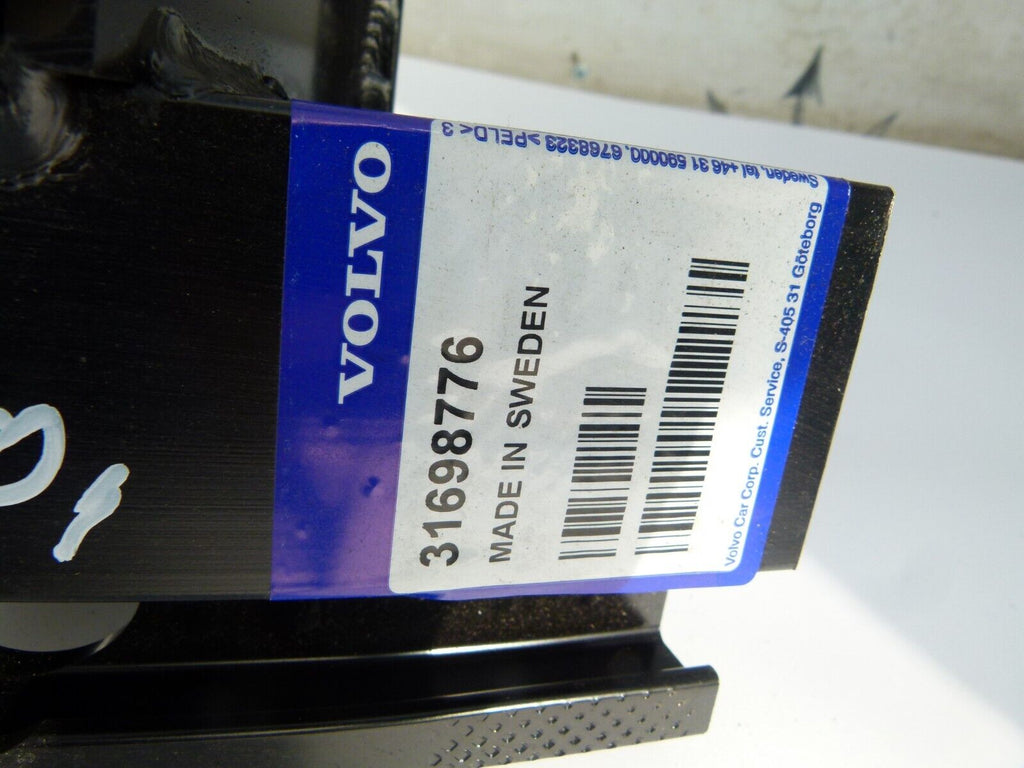 VOLVO
31698776
MADE IN SWEDEN
Volvo Car Corp. Cust. Service, S-405 31 Göteborg
Sweden, tel +46 31 590000. 6768323 >PELD< 3